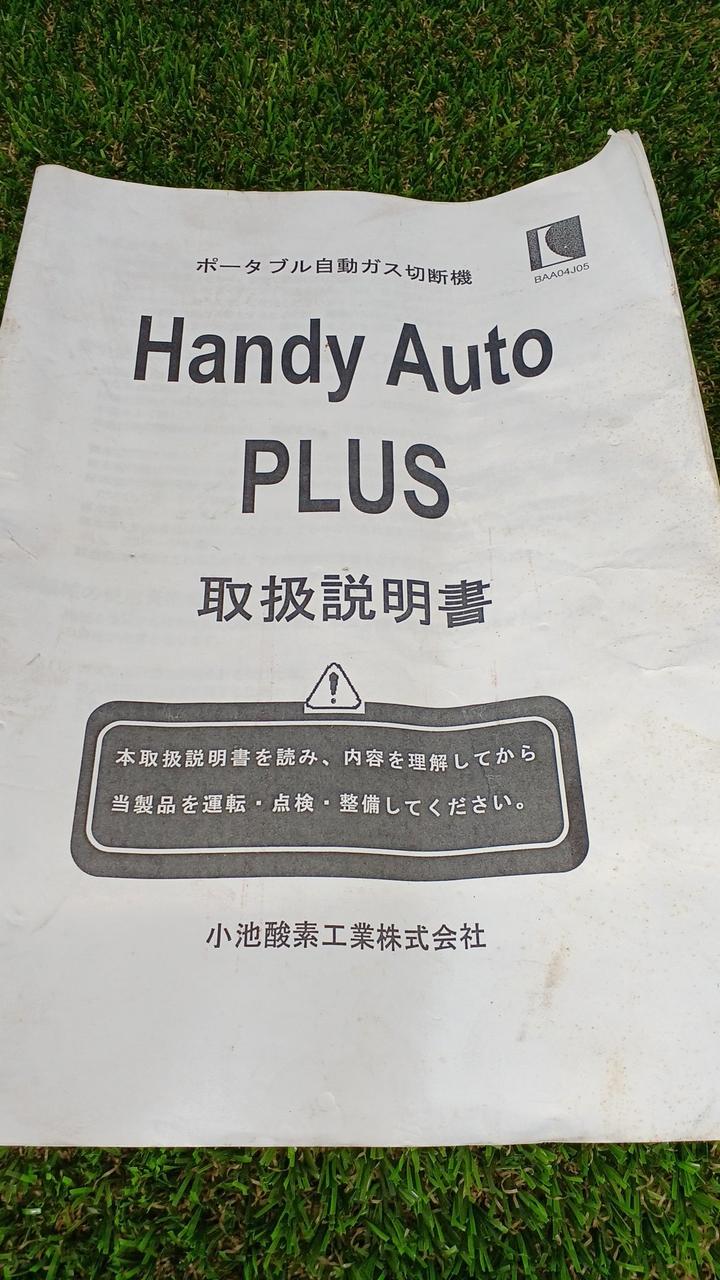 ポータブル自動ガス切断機
BAA04J05
Handy Auto
PLUS
取扱説明書
本取扱説明書を読み、内容を理解してから
当製品を運転・点検・整備してください。
小池酸素工業株式会社